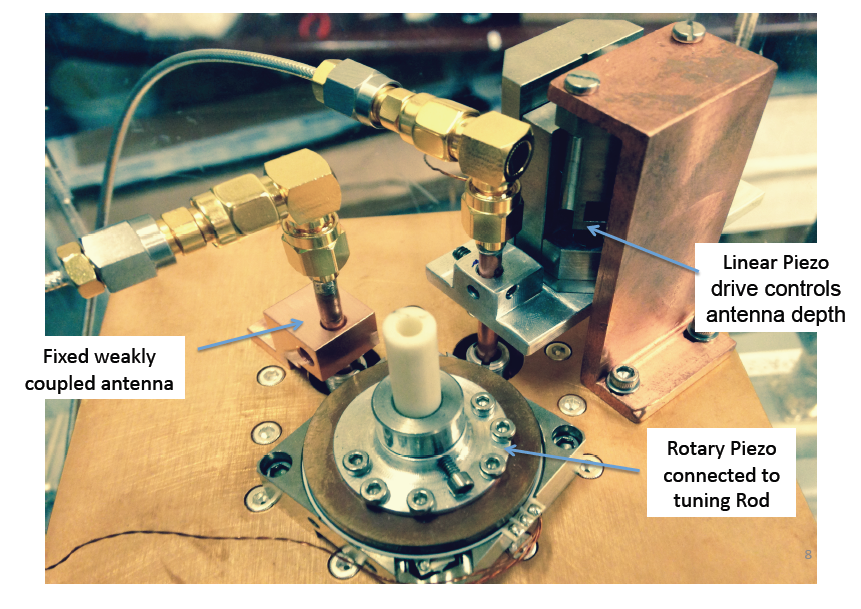 Linear Piezo
drive controls
antenna depth
Fixed weakly
coupled antenna
Rotary Piezo
connected to
tuning Rod
8